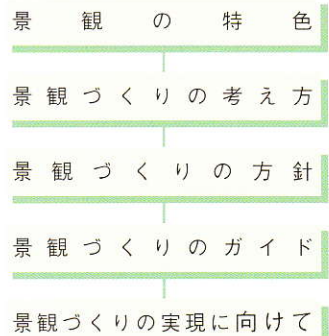 景観の特色
景観づくりの考え方
景観づくりの方針
景観づくりのガイド
景観づくりの実現に向けて